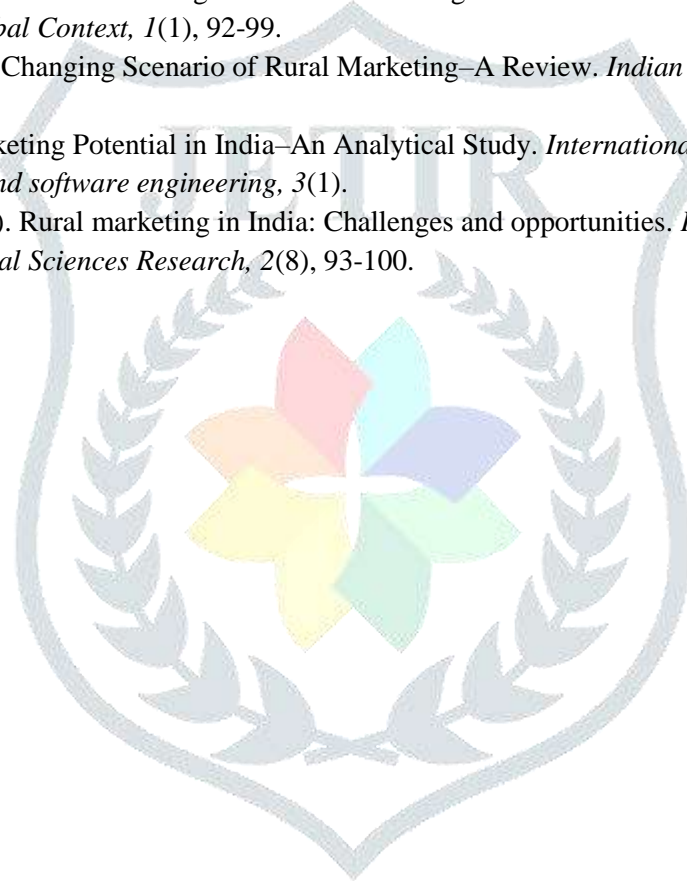 bal Context, 1(1), 92-99.
Changing Scenario of Rural Marketing–A Review. Indian
keting Potential in India–An Analytical Study. Internationa
nd software engineering, 3(1).
). Rural marketing in India: Challenges and opportunities.
al Sciences Research, 2(8), 93-100.
JETIR